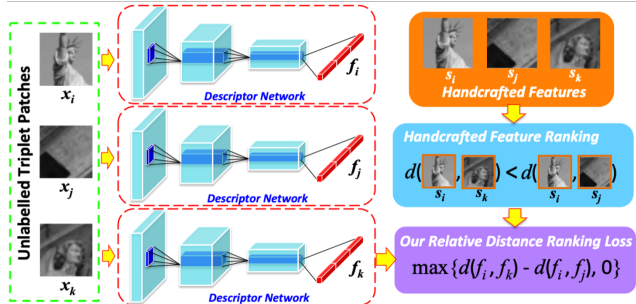 Unlabelled Triplet Patches
x_i
x_j
x_k
Descriptor Network
f_i
Descriptor Network
f_j
Descriptor Network
f_k
s_i s_j s_k
Handcrafted Features
Handcrafted Feature Ranking
d( , ) < d( , )
s_i s_k s_i s_j
Our Relative Distance Ranking Loss
max{d(f_i, f_k) - d(f_i, f_j), 0}